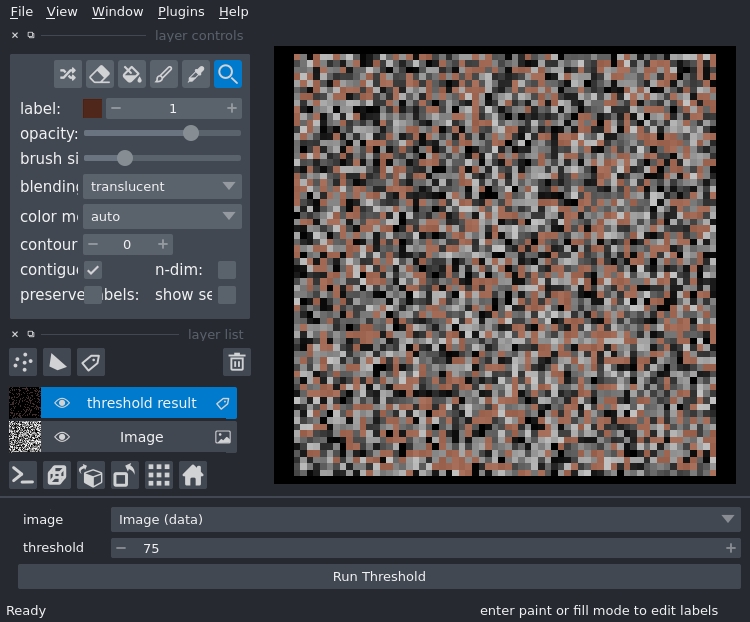 File View Window Plugins Help
layer controls
label: 1
opacity:
brush si
blending translucent
color m auto
contour 0
contigu n-dim:
preserve abels: show se
layer list
threshold result
Image
image Image (data)
threshold 75
Run Threshold
Ready enter paint or fill mode to edit labels